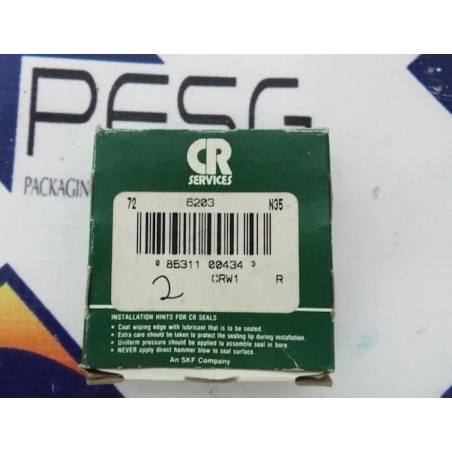 PESG
PACKAGING
CR
SERVICES
72 6203 N35
0 85311 00434 3
2 CRW1 R
INSTALLATION HINTS FOR CR SEALS
• Coat wiping edge with lubricant that is to be sealed.
• Extra care should be taken to protect the sealing lip during installation.
• Uniform pressure should be applied to assemble seal in bore.
• NEVER apply direct hammer blow to seal surface.
An SKF Company